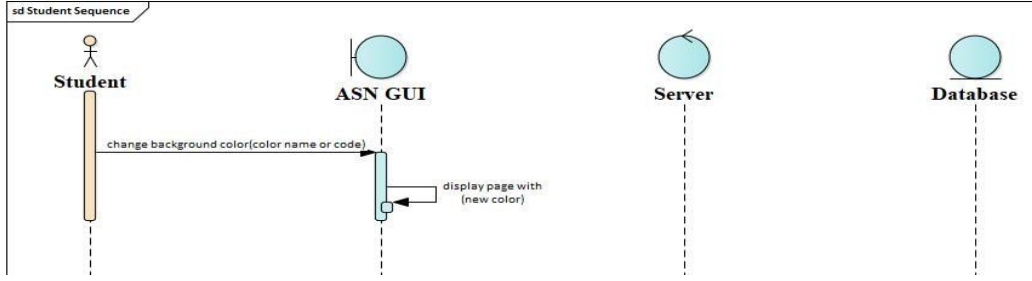 sd Student Sequence
Student
ASN GUI
Server
Database
change background color(color name or code)
display page with
(new color)